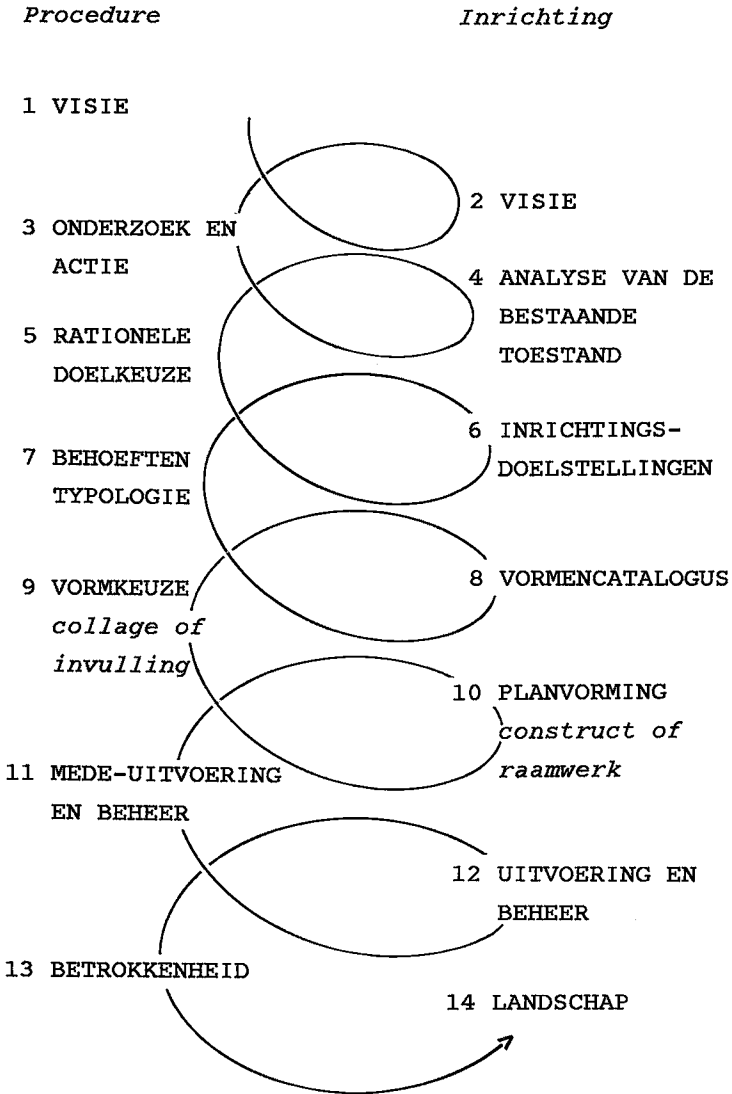 Procedure
Inrichting
1 VISIE
2 VISIE
3 ONDERZOEK EN
ACTIE
4 ANALYSE VAN DE
BESTAANDE
TOESTAND
5 RATIONELE
DOELKEUZE
6 INRICHTINGS-
DOELSTELLINGEN
7 BEHOEFTEN
TYPOLOGIE
8 VORMENCATALOGUS
9 VORMKEUZE
collage of
invulling
10 PLANVORMING
construct of
raamwerk
11 MEDE-UITVOERING
EN BEHEER
12 UITVOERING EN
BEHEER
13 BETROKKENHEID
14 LANDSCHAP